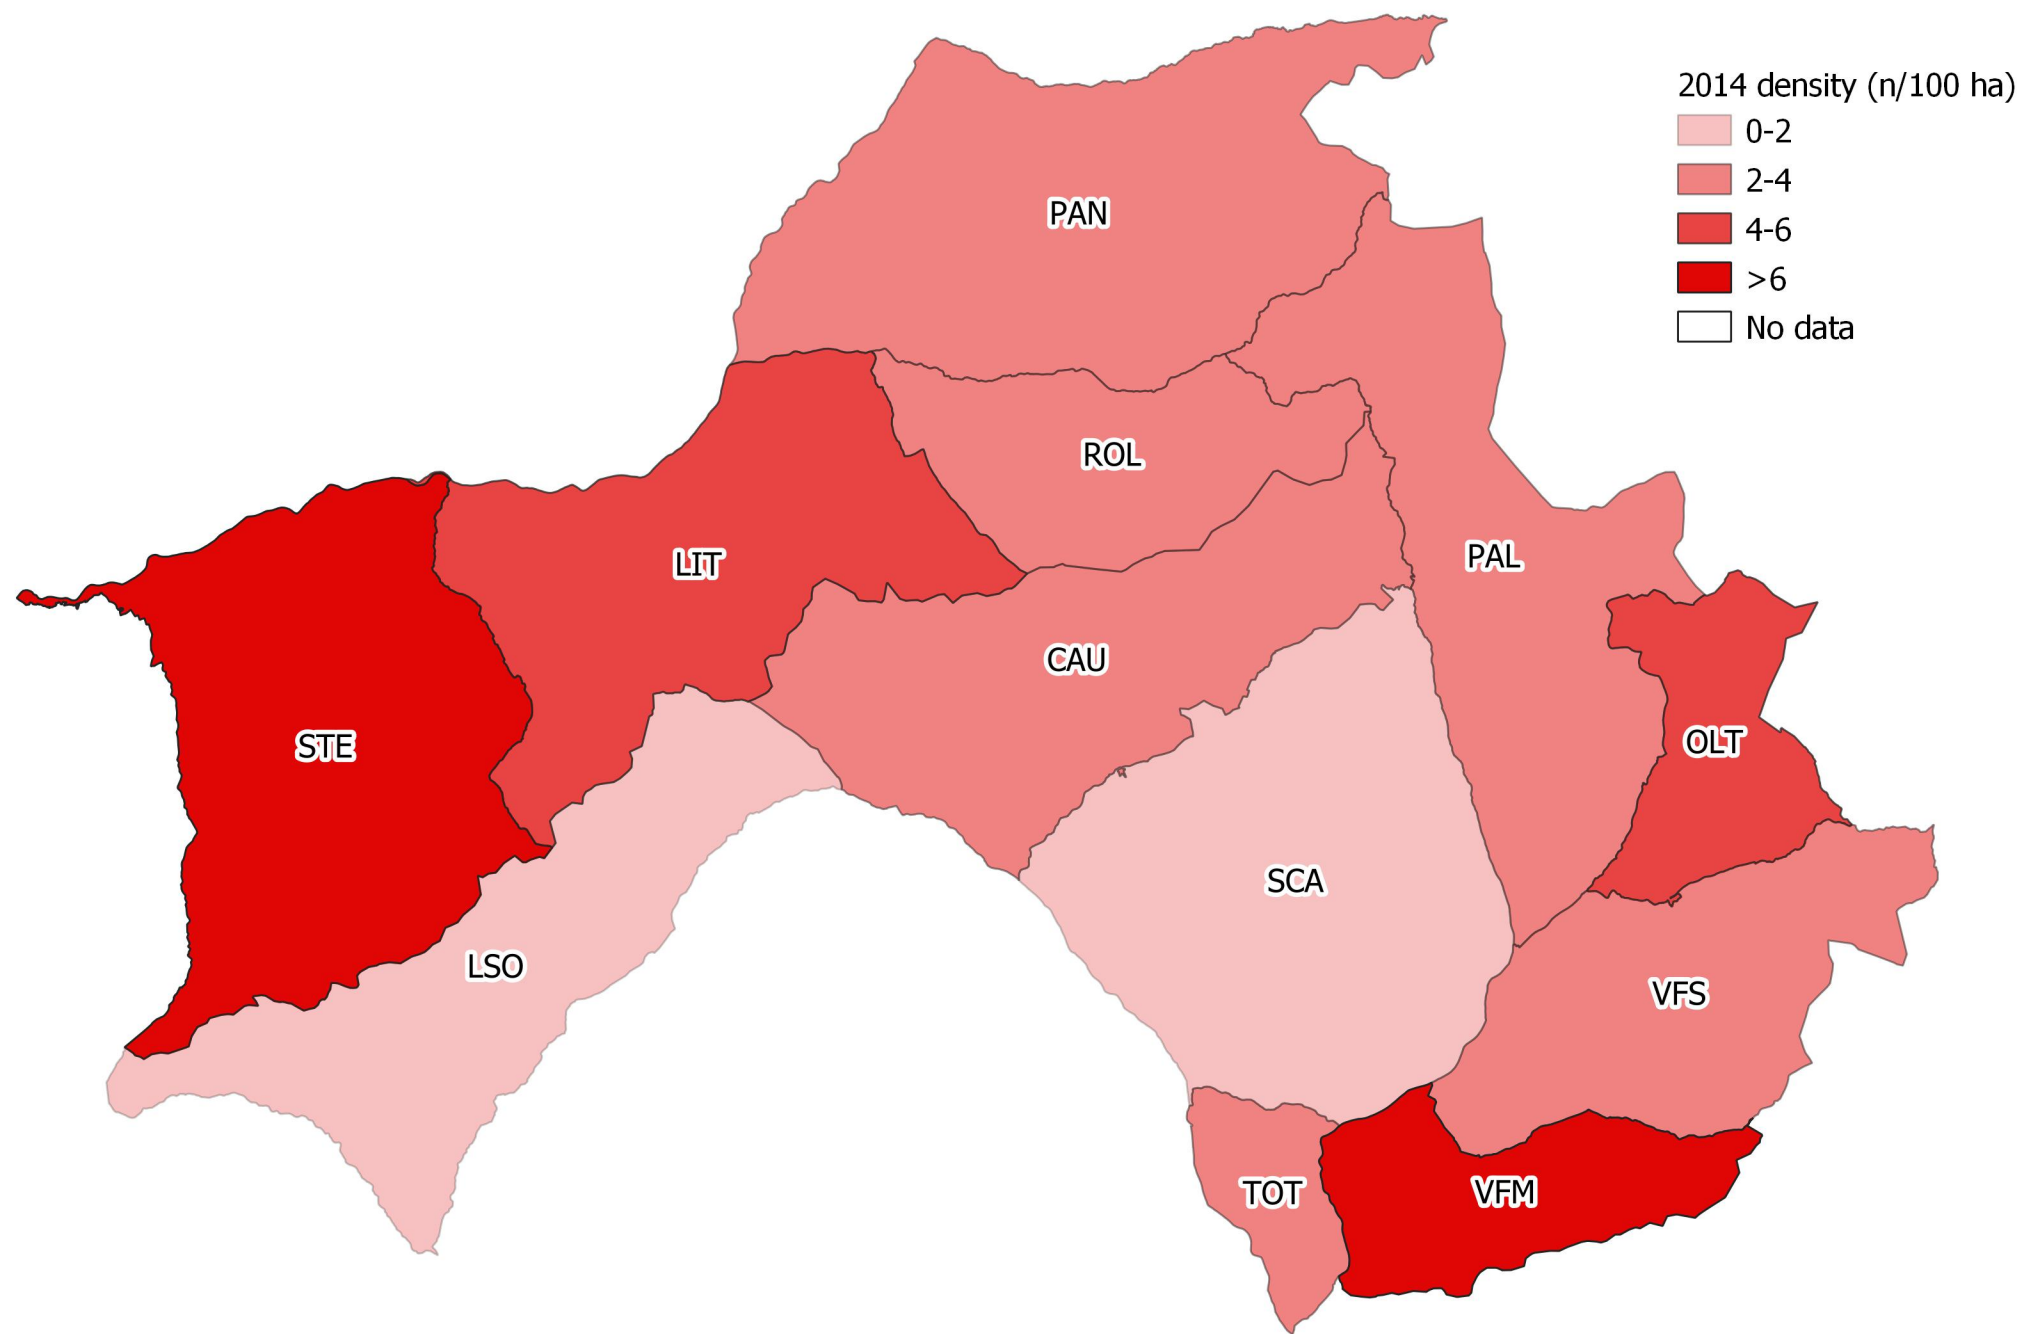 2014 density (n/100 ha)
0-2
2-4
4-6
>6
No data
PAN
ROL
LIT
PAL
CAU
STE
OLT
SCA
LSO
VFS
TOT
VFM